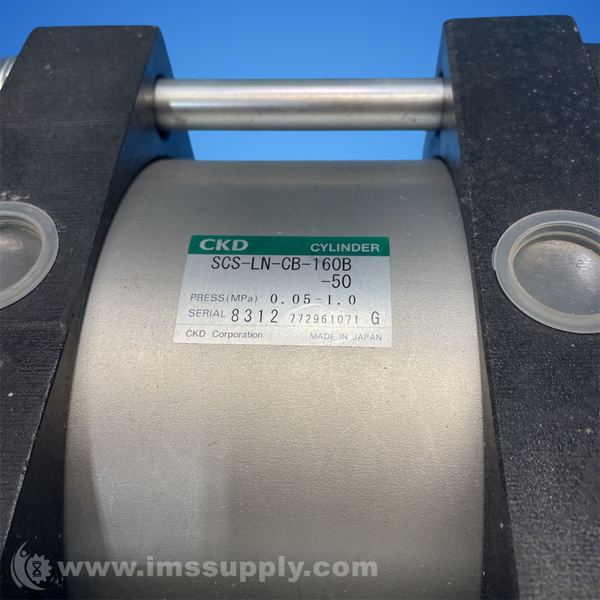 CKD CYLINDER
SCS-LN-CB-160B
-50
PRESS(MPa) 0.05-1.0
SERIAL 8312 772961071 G
CKD Corporation MADE IN JAPAN
www.imssupply.com